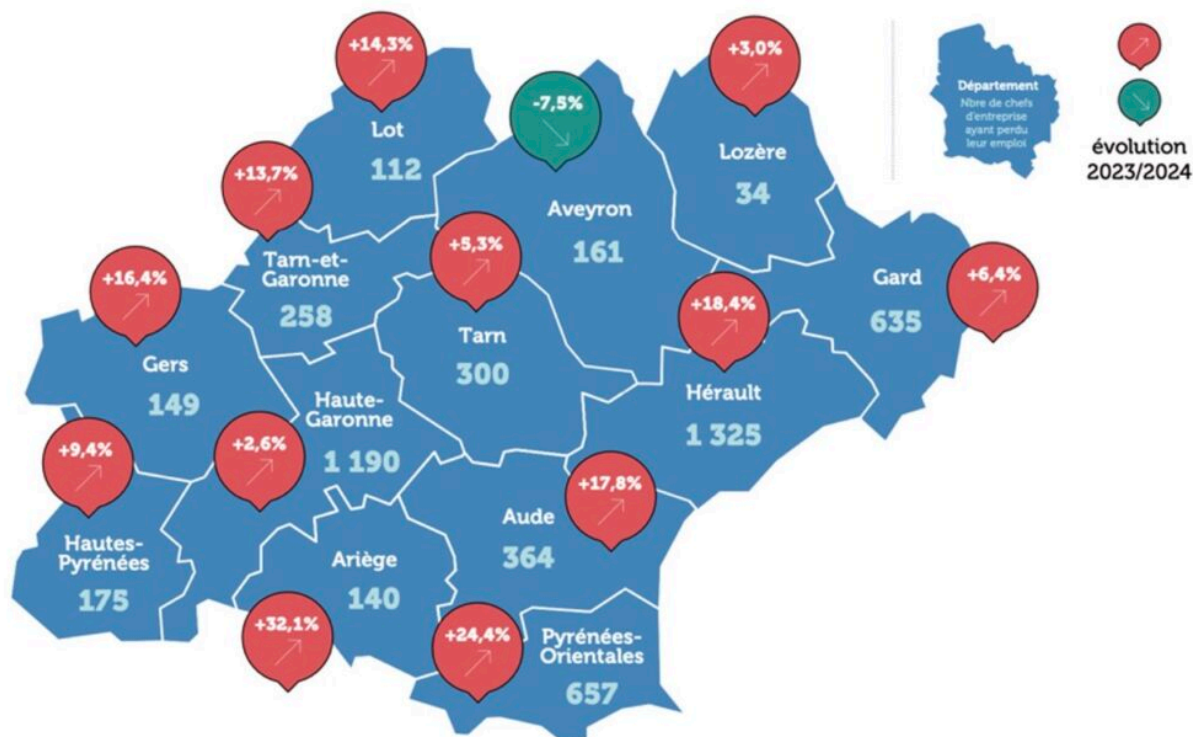 +14,3%
Lot
112
+3,0%
Lozère
34
-7,5%
Aveyron
161
+13,7%
Tarn-et-
Garonne
258
+5,3%
Tarn
300
+16,4%
Gers
149
+6,4%
Gard
635
+18,4%
Hérault
1 325
+2,6%
Haute-
Garonne
1 190
+9,4%
Hautes-
Pyrénées
175
+17,8%
Aude
364
+32,1%
Ariège
140
+24,4%
Pyrénées-
Orientales
657
Département
Nbre de chefs
d'entreprise
ayant perdu
leur emploi
évolution
2023/2024